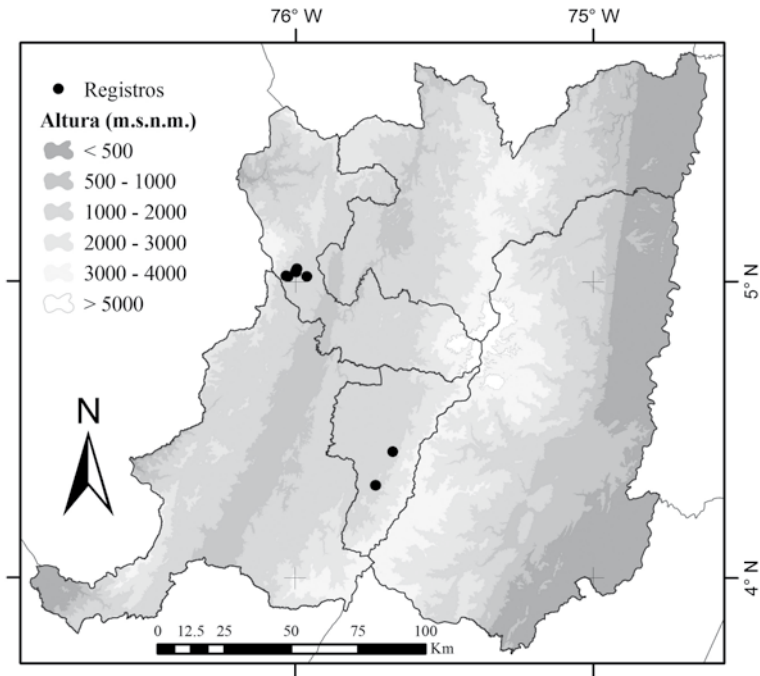 76° W 75° W
Registros
Altura (m.s.n.m.)
< 500
500 - 1000
1000 - 2000
2000 - 3000
3000 - 4000
> 5000
5° N
N
4° N
0 12.5 25 50 75 100
Km